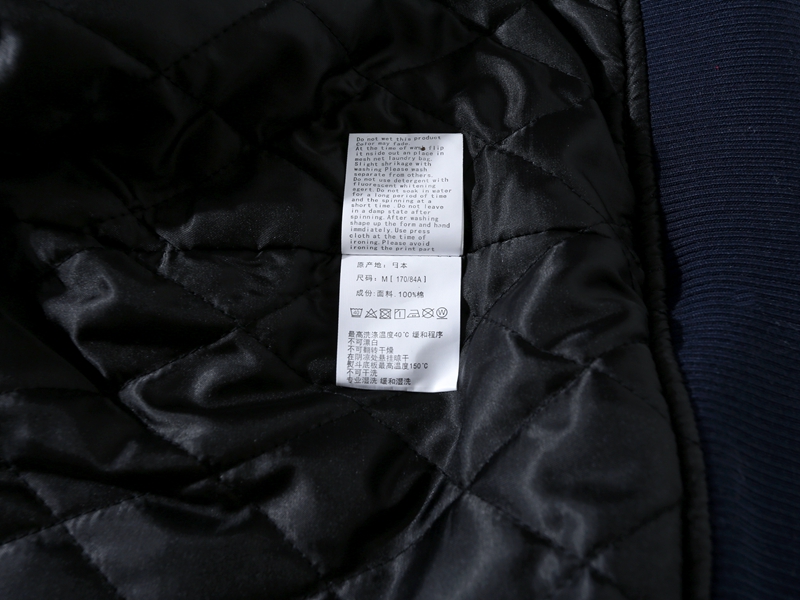 Do not wet this product
Color may fade.
At the time of wash flip
it nside out an place in
mesh net laundry bag.
Slight shrikage with
washing Please wash
separate from others.
Do not use detergent with
fluorescent whitening
agert. Do not soak in water
for a long period of time
and the spinning at a
short time. Do not leave
in a damp state after
spinning. After washing
shape up the form and hand
immediately. Use press
cloth at the time of
ironing. Please avoid
ironing the print part
原产地: 日本
尺码: M [ 170/84A ]
成份: 面料. 100%棉
最高洗涤温度40℃ 缓和程序
不可漂白
不可翻转干燥
在阴凉处悬挂晾干
熨斗底板最高温度150℃
不可干洗
专业湿洗 缓和湿洗